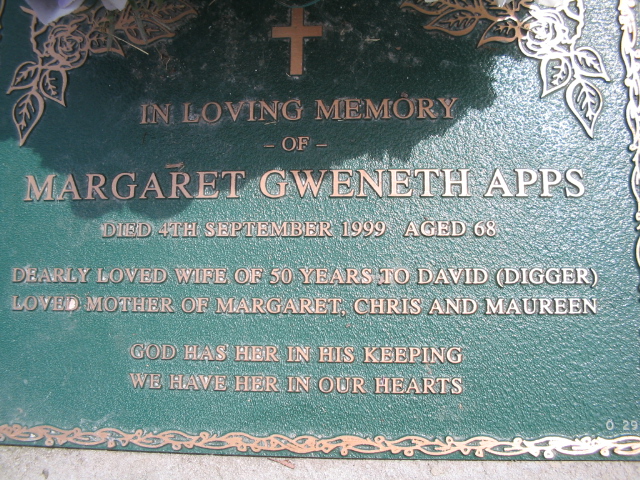 IN LOVING MEMORY
– OF –
MARGARET GWENETH APPS
DIED 4TH SEPTEMBER 1999 AGED 68
DEARLY LOVED WIFE OF 50 YEARS TO DAVID (DIGGER)
LOVED MOTHER OF MARGARET, CHRIS AND MAUREEN
GOD HAS HER IN HIS KEEPING
WE HAVE HER IN OUR HEARTS
O 29